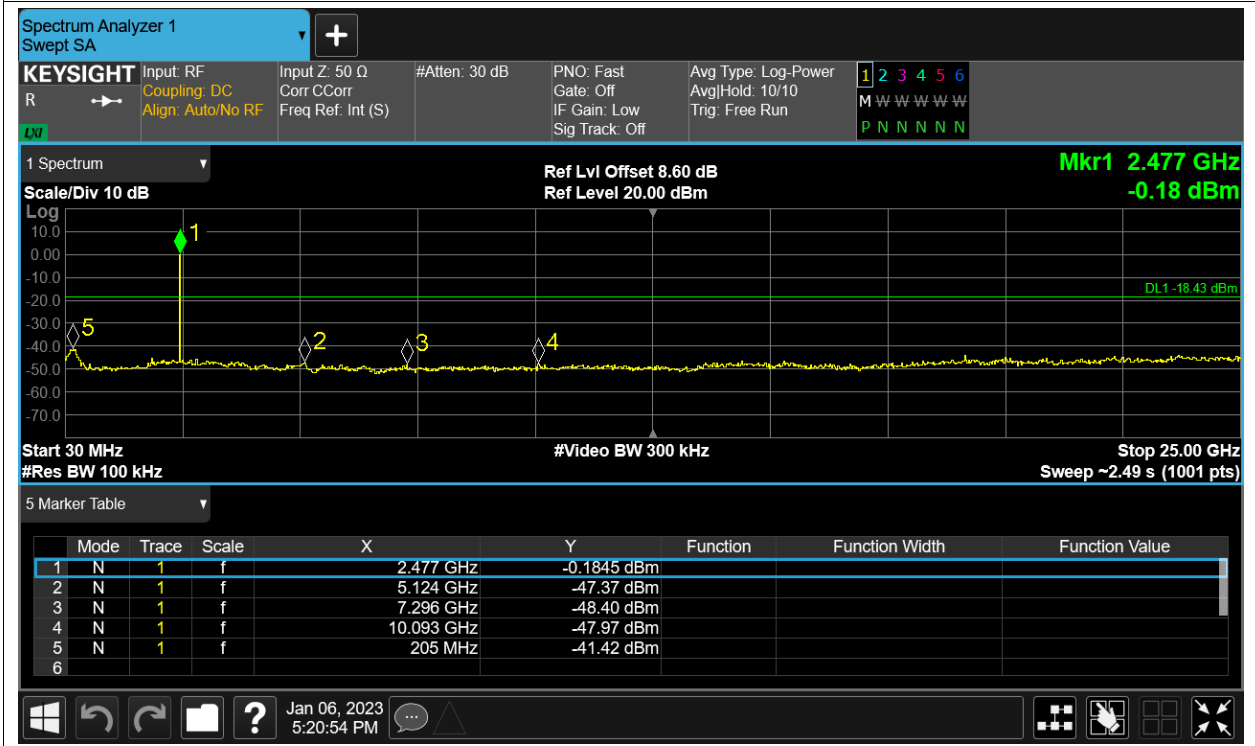 Spectrum Analyzer 1
Swept SA
+
KEYSIGHT
R
LXI
Input: RF
Coupling: DC
Align: Auto/No RF
Input Z: 50 Ω
Corr CCorr
Freq Ref: Int (S)
#Atten: 30 dB
PNO: Fast
Gate: Off
IF Gain: Low
Sig Track: Off
Avg Type: Log-Power
Avg|Hold: 10/10
Trig: Free Run
1 2 3 4 5 6
M W W W W W
P N N N N N
1 Spectrum
Scale/Div 10 dB
Ref Lvl Offset 8.60 dB
Ref Level 20.00 dBm
Mkr1 2.477 GHz
-0.18 dBm
Log
10.0
0.00
-10.0
-20.0
-30.0
-40.0
-50.0
-60.0
-70.0
1
DL1 -18.43 dBm
5
2
3
4
Start 30 MHz
#Video BW 300 kHz
Stop 25.00 GHz
#Res BW 100 kHz
Sweep ~2.49 s (1001 pts)
5 Marker Table
Mode Trace Scale X Y Function Function Width Function Value
1 N 1 f 2.477 GHz -0.1845 dBm
2 N 1 f 5.124 GHz -47.37 dBm
3 N 1 f 7.296 GHz -48.40 dBm
4 N 1 f 10.093 GHz -47.97 dBm
5 N 1 f 205 MHz -41.42 dBm
6
?
Jan 06, 2023
5:20:54 PM